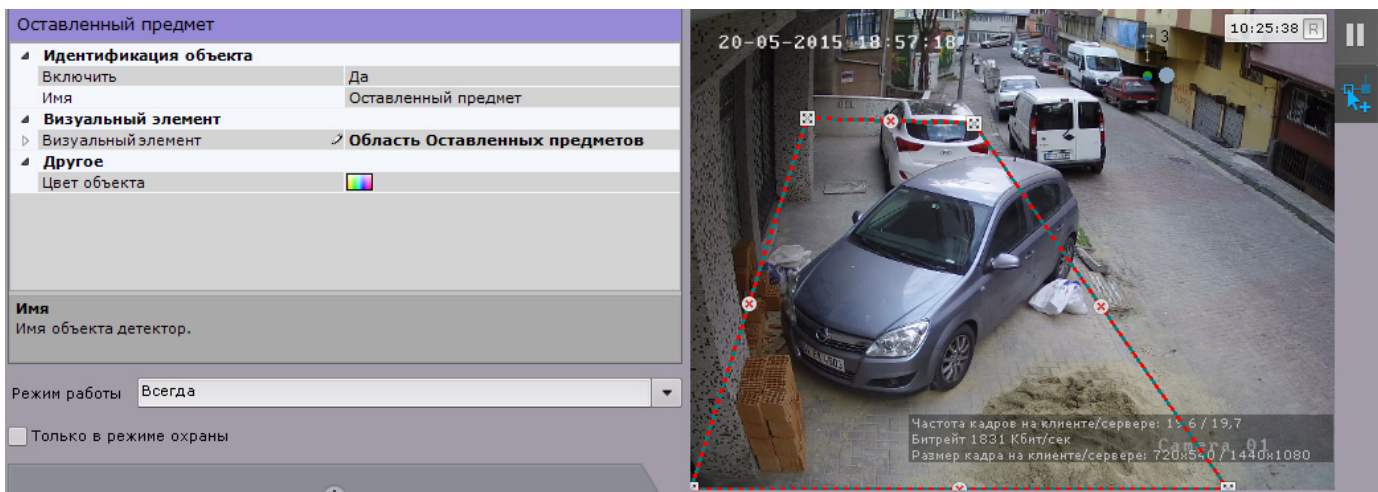 Оставленный предмет
Идентификация объекта
Включить Да
Имя Оставленный предмет
Визуальный элемент
Визуальный элемент Область Оставленных предметов
Другое
Цвет объекта
Имя
Имя объекта детектор.
Режим работы Всегда
Только в режиме охраны
20-05-2015 18:57:18
3
4
10:25:38 R
Частота кадров на клиенте/сервере: 19,6 / 19,7
Битрейт 1831 Кбит/сек
Camera 01
Размер кадра на клиенте/сервере: 720x540 / 1440x1080